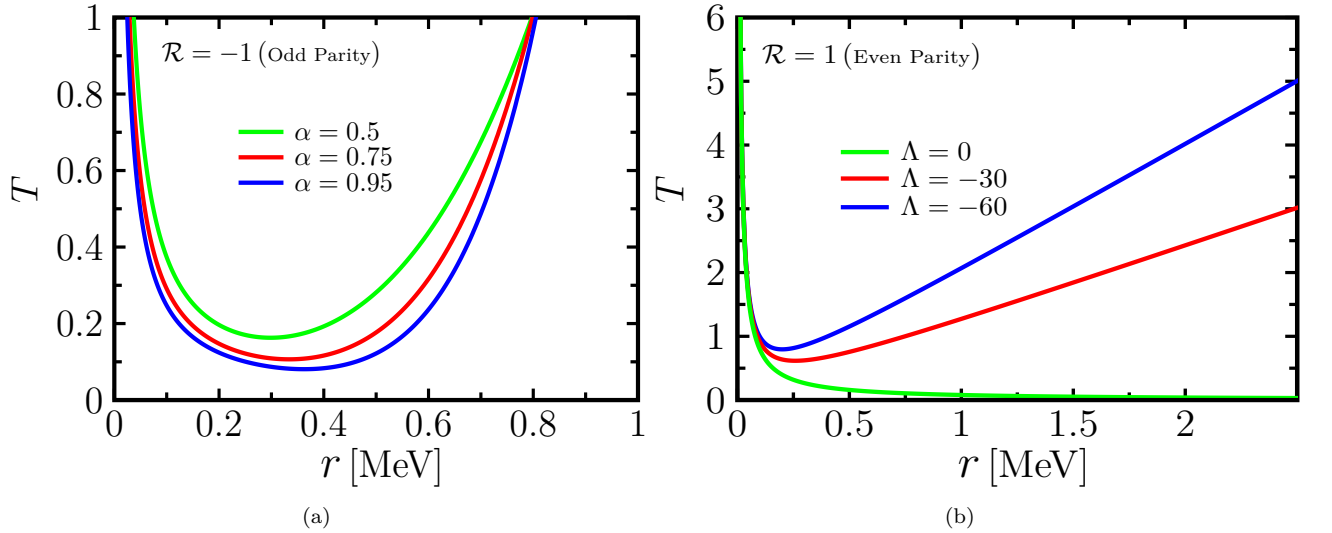 R = −1 (Odd Parity)
α = 0.5
α = 0.75
α = 0.95
T
1
0.8
0.6
0.4
0.2
0
0 0.2 0.4 0.6 0.8 1
r [MeV]
(a)
R = 1 (Even Parity)
Λ = 0
Λ = −30
Λ = −60
T
6
5
4
3
2
1
0
0 0.5 1 1.5 2
r [MeV]
(b)